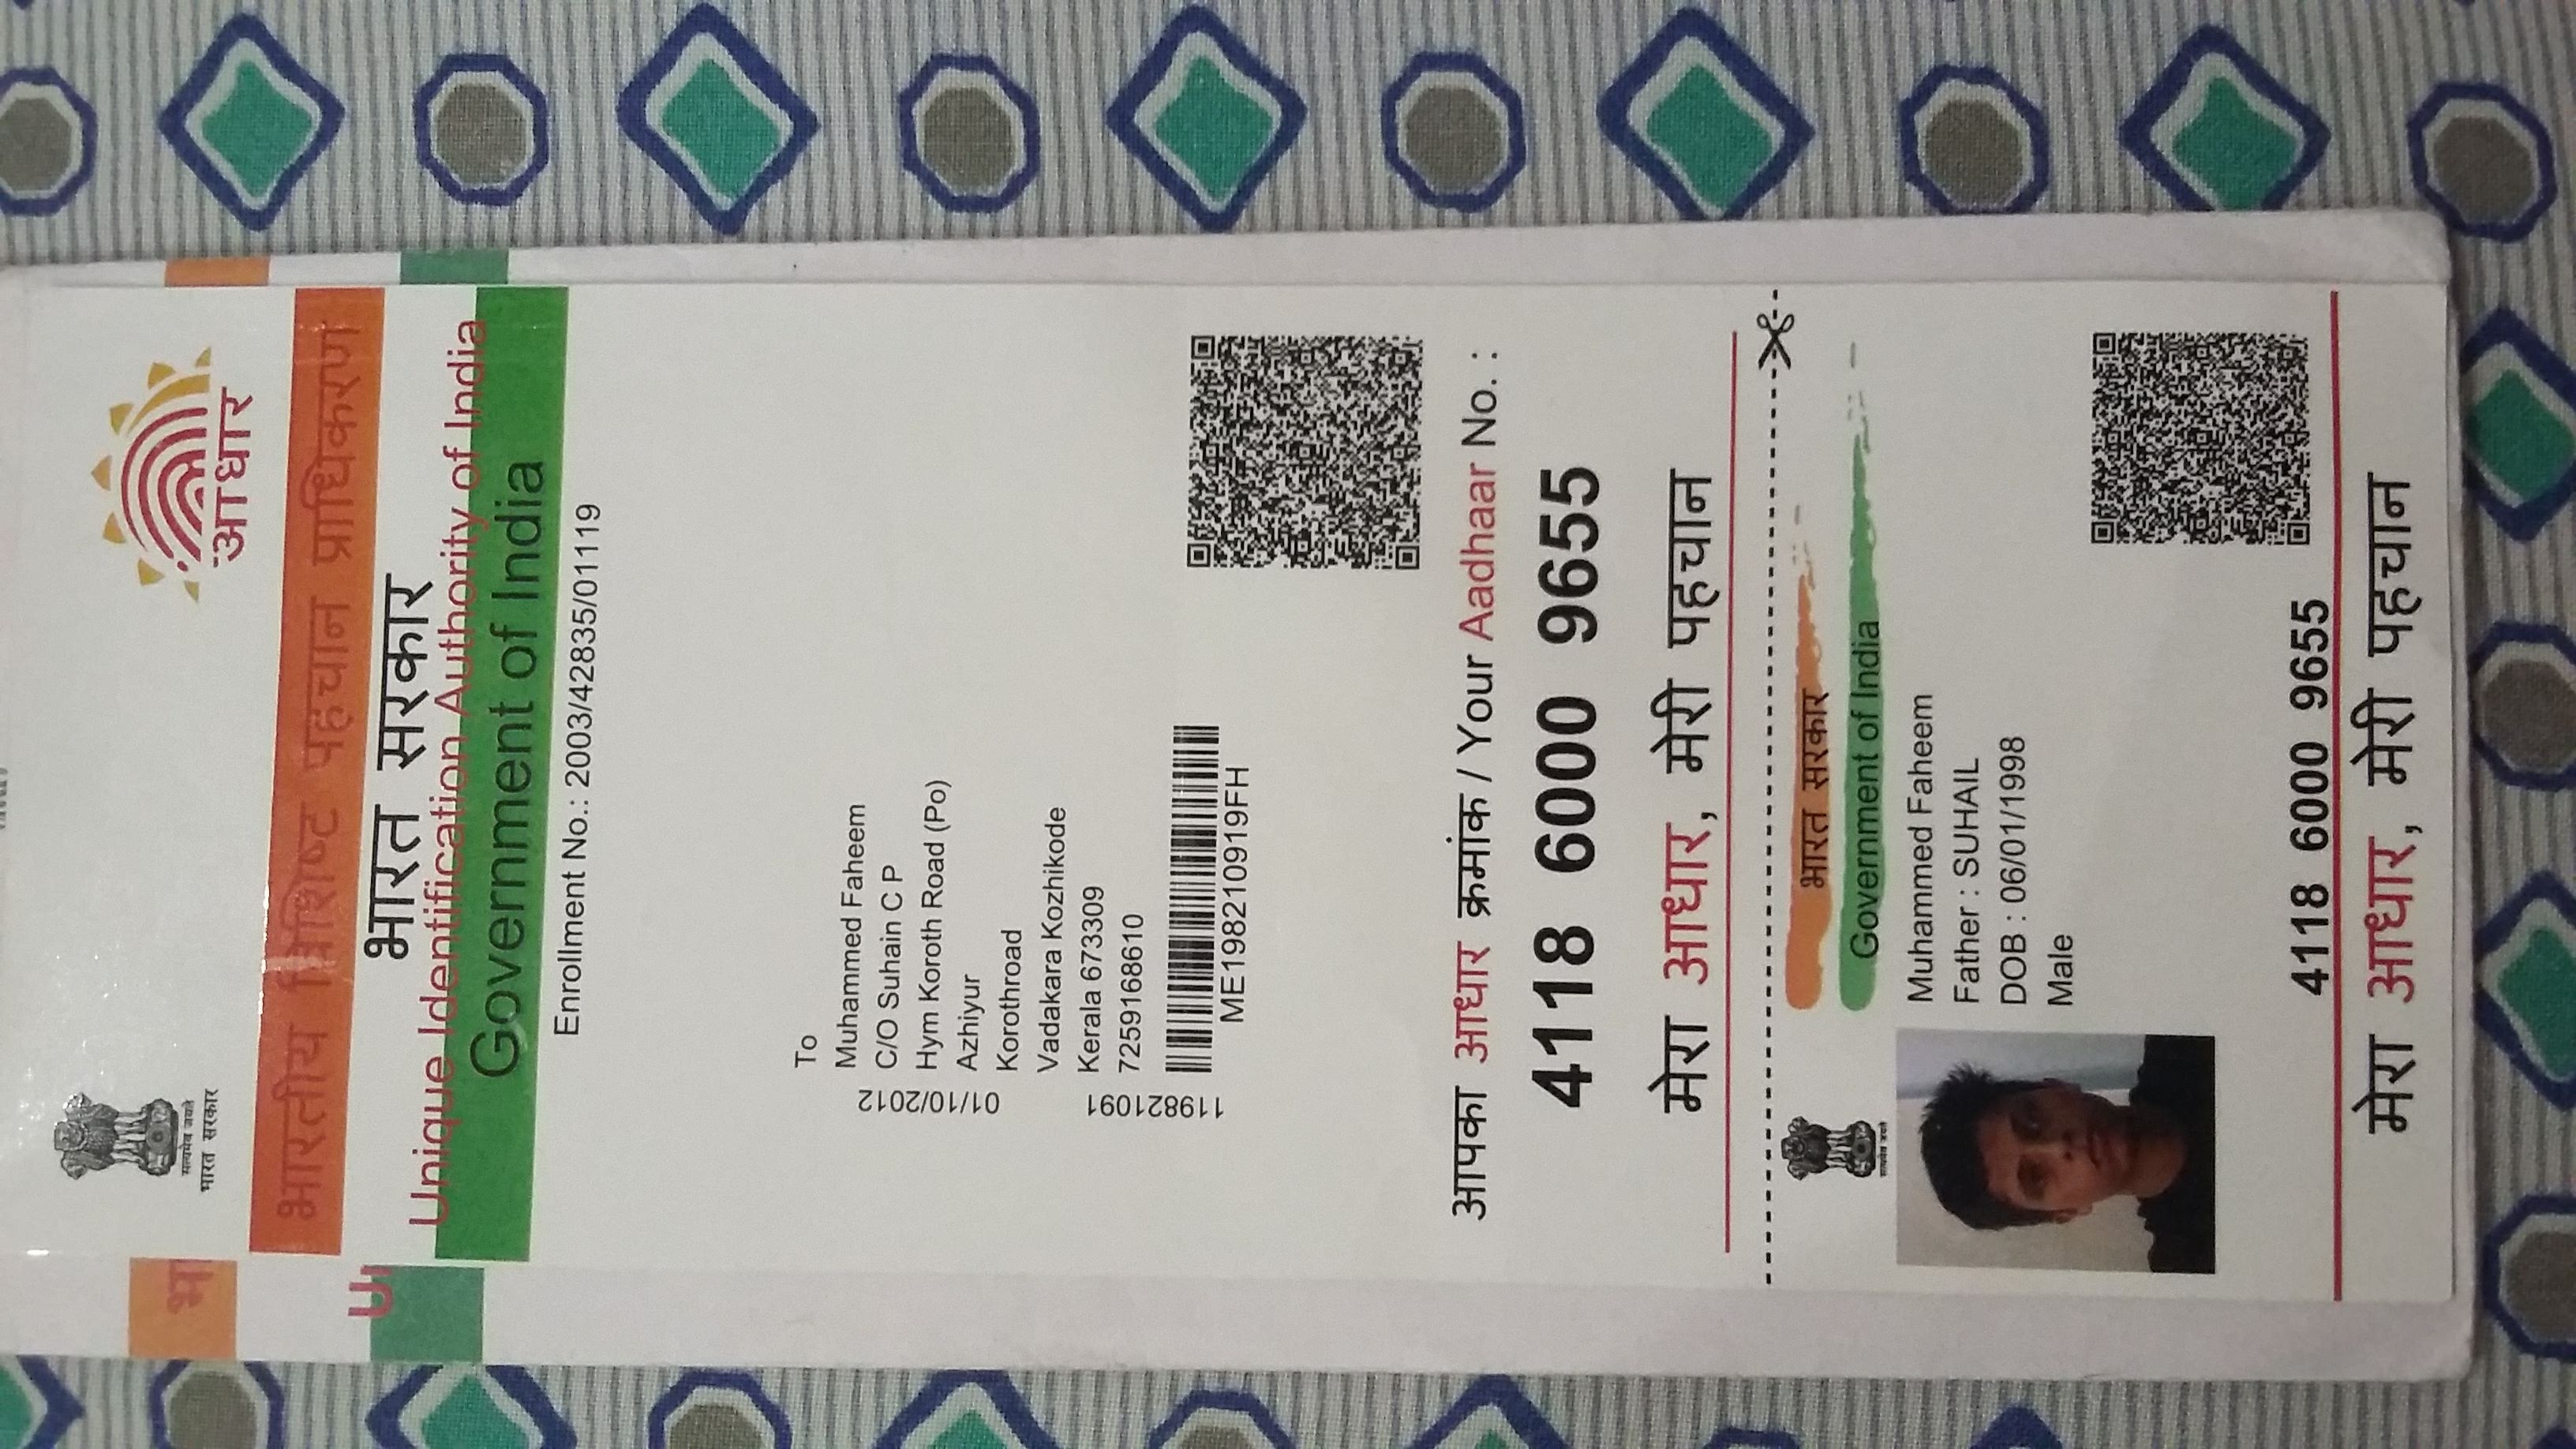 सत्यमेव जयते
भारत सरकार
आधार
भारतीय विशिष्ट पहचान प्राधिकरण
भारत सरकार
Unique Identification Authority of India
Government of India
Enrollment No.: 2003/42835/01119
To
Muhammed Faheem
C/O Suhain C P
Hym Koroth Road (Po)
Azhiyur
Korothroad
Vadakara Kozhikode
Kerala 673309
7259168610
01/10/2012
119821091
ME198210919FH
आपका आधार क्रमांक / Your Aadhaar No. :
4118 6000 9655
मेरा आधार, मेरी पहचान
सत्यमेव जयते
भारत सरकार
Government of India
Muhammed Faheem
Father : SUHAIL
DOB : 06/01/1998
Male
4118 6000 9655
मेरा आधार, मेरी पहचान